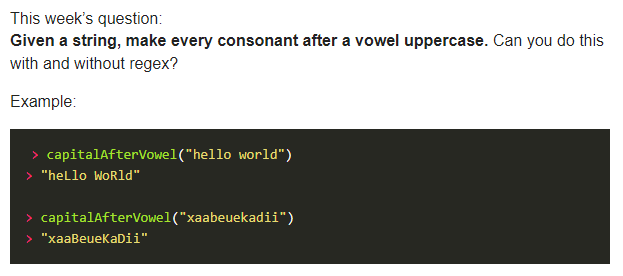 This week's question:
Given a string, make every consonant after a vowel uppercase. Can you do this
with and without regex?
Example:
> capitalAfterVowel("hello world")
> "heLlo WoRld"
> capitalAfterVowel("xaabeuekadii")
> "xaaBeueKaDii"